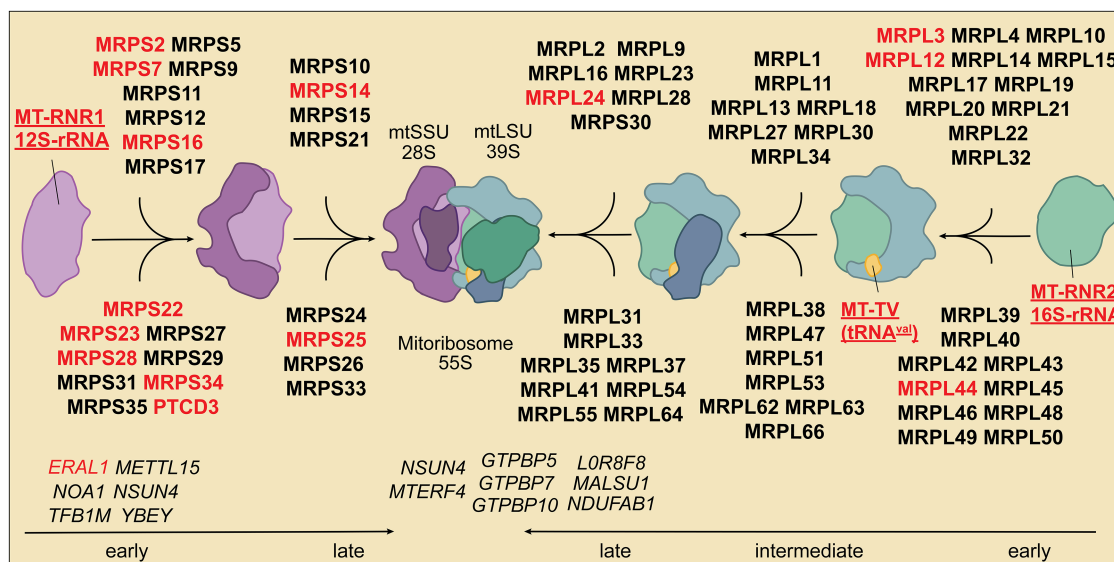 MRPS2 MRPS5
MRPS7 MRPS9
MRPS11
MRPS12
MRPS16
MRPS17
MT-RNR1
12S-rRNA
MRPS10
MRPS14
MRPS15
MRPS21
mtSSU
28S
mtLSU
39S
MRPL2 MRPL9
MRPL16 MRPL23
MRPL24 MRPL28
MRPS30
MRPL1
MRPL11
MRPL13 MRPL18
MRPL27 MRPL30
MRPL34
MRPL3 MRPL4 MRPL10
MRPL12 MRPL14 MRPL15
MRPL17 MRPL19
MRPL20 MRPL21
MRPL22
MRPL32
MRPS22
MRPS23 MRPS27
MRPS28 MRPS29
MRPS31 MRPS34
MRPS35 PTCD3
MRPS24
MRPS25
MRPS26
MRPS33
Mitoribosome
55S
MRPL31
MRPL33
MRPL35 MRPL37
MRPL41 MRPL54
MRPL55 MRPL64
MRPL38
MRPL47
MRPL51
MRPL53
MRPL62 MRPL63
MRPL66
MT-TV
(tRNAval)
MRPL39
MRPL40
MRPL42 MRPL43
MRPL44 MRPL45
MRPL46 MRPL48
MRPL49 MRPL50
MT-RNR2
16S-rRNA
ERAL1 METTL15
NOA1 NSUN4
TFB1M YBEY
NSUN4
MTERF4
GTPBP5
GTPBP7
GTPBP10
L0R8F8
MALSU1
NDUFAB1
early
late
late
intermediate
early